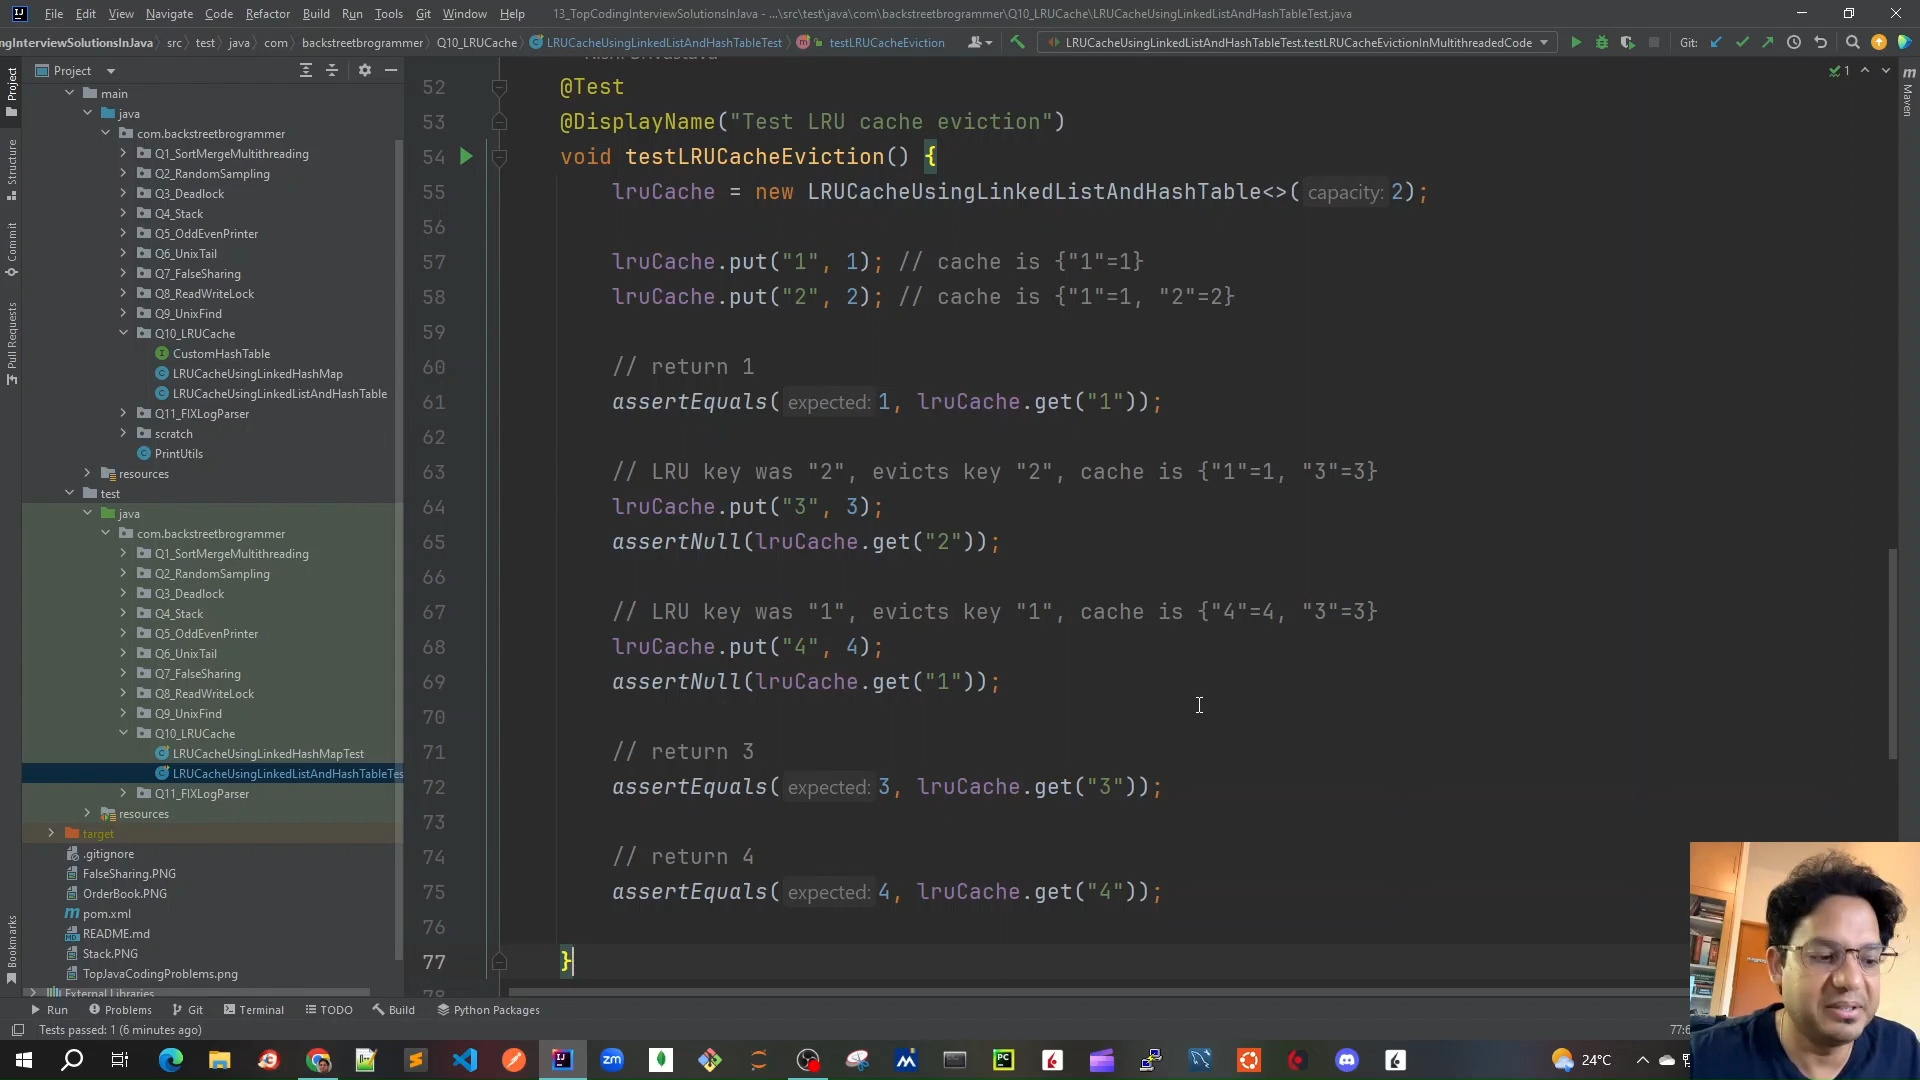 File Edit View Navigate Code Refactor Build Run Tools Git Window Help 13_TopCodingInterviewSolutionsInJava - ...\src\test\java\com\backstreetbrogrammer\Q10_LRUCache\LRUCacheUsingLinkedListAndHashTableTest.java
ngInterviewSolutionsInJava src test java com backstreetbrogrammer Q10_LRUCache LRUCacheUsingLinkedListAndHashTableTest testLRUCacheEviction LRUCacheUsingLinkedListAndHashTableTest.testLRUCacheEvictionInMultithreadedCode Git:
Project
Project
Structure
Commit
Pull Requests
Bookmarks
main
java
com.backstreetbrogrammer
Q1_SortMergeMultithreading
Q2_RandomSampling
Q3_Deadlock
Q4_Stack
Q5_OddEvenPrinter
Q6_UnixTail
Q7_FalseSharing
Q8_ReadWriteLock
Q9_UnixFind
Q10_LRUCache
CustomHashTable
LRUCacheUsingLinkedHashMap
LRUCacheUsingLinkedListAndHashTable
Q11_FIXLogParser
scratch
PrintUtils
resources
test
java
com.backstreetbrogrammer
Q1_SortMergeMultithreading
Q2_RandomSampling
Q3_Deadlock
Q4_Stack
Q5_OddEvenPrinter
Q6_UnixTail
Q7_FalseSharing
Q8_ReadWriteLock
Q9_UnixFind
Q10_LRUCache
LRUCacheUsingLinkedHashMapTest
LRUCacheUsingLinkedListAndHashTableTes
Q11_FIXLogParser
resources
target
.gitignore
FalseSharing.PNG
OrderBook.PNG
pom.xml
README.md
Stack.PNG
TopJavaCodingProblems.png
External Libraries
52 @Test
53 @DisplayName("Test LRU cache eviction")
54 void testLRUCacheEviction() {
55 lruCache = new LRUCacheUsingLinkedListAndHashTable<>( capacity: 2);
56
57 lruCache.put("1", 1); // cache is {"1"=1}
58 lruCache.put("2", 2); // cache is {"1"=1, "2"=2}
59
60 // return 1
61 assertEquals( expected: 1, lruCache.get("1"));
62
63 // LRU key was "2", evicts key "2", cache is {"1"=1, "3"=3}
64 lruCache.put("3", 3);
65 assertNull(lruCache.get("2"));
66
67 // LRU key was "1", evicts key "1", cache is {"4"=4, "3"=3}
68 lruCache.put("4", 4);
69 assertNull(lruCache.get("1"));
70
71 // return 3
72 assertEquals( expected: 3, lruCache.get("3"));
73
74 // return 4
75 assertEquals( expected: 4, lruCache.get("4"));
76
77 }
1
m
Maven
Run Problems Git Terminal TODO Build Python Packages
Tests passed: 1 (6 minutes ago)
24°C